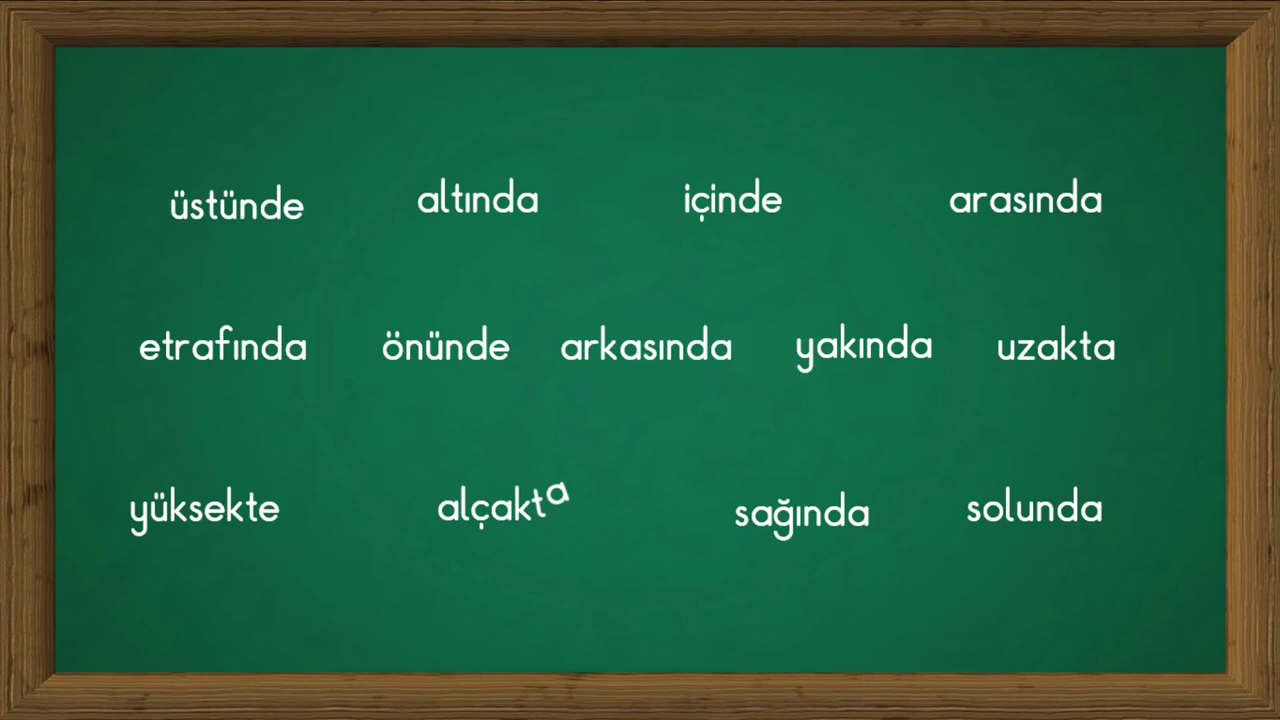 üstünde altında içinde arasında
etrafında önünde arkasında yakında uzakta
yüksekte alçakta sağında solunda